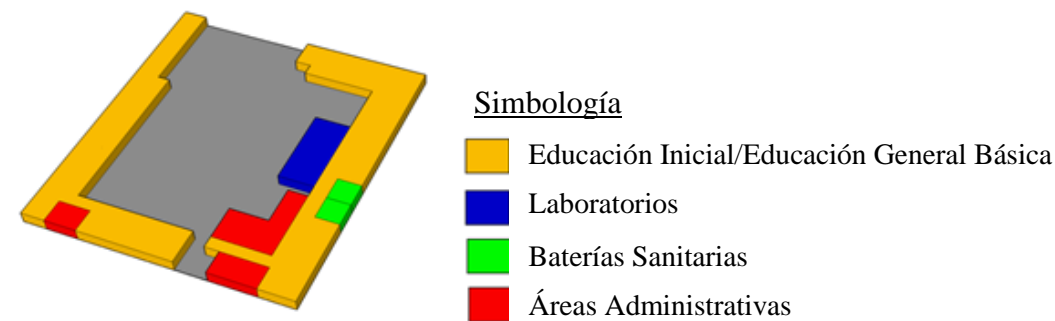 Simbología
Educación Inicial/Educación General Básica
Laboratorios
Baterías Sanitarias
Áreas Administrativas